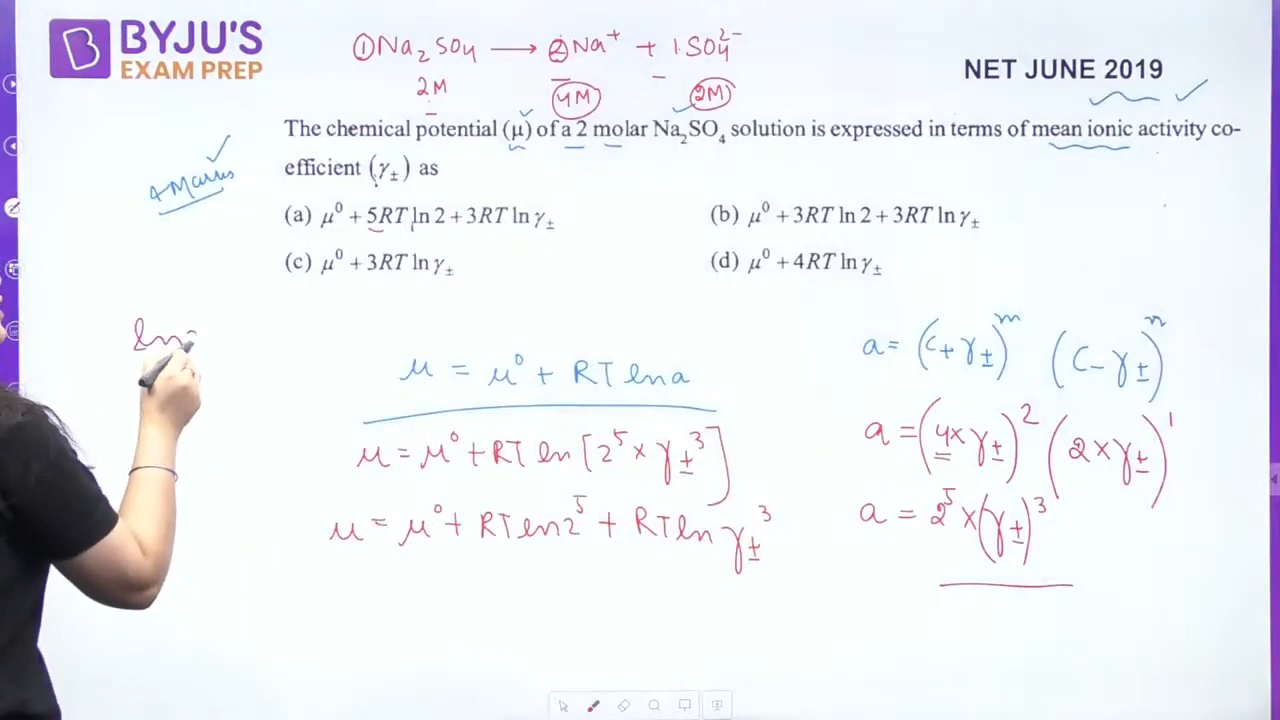 BYJU'S
EXAM PREP
①Na₂SO₄ ⟶ ②Na⁺ + 1·SO₄²⁻
2M 4M 2M
NET JUNE 2019
The chemical potential (μ) of a 2 molar Na₂SO₄ solution is expressed in terms of mean ionic activity co-
efficient (γ±) as
4 Marks
(a) μ⁰ + 5RT ln 2 + 3RT ln γ±
(b) μ⁰ + 3RT ln 2 + 3RT ln γ±
(c) μ⁰ + 3RT ln γ±
(d) μ⁰ + 4RT ln γ±
ln
μ = μ⁰ + RT ln a
μ = μ⁰ + RT ln [2⁵ × γ±³]
μ = μ⁰ + RT ln 2⁵ + RT ln γ±³
a = (C₊ γ±)ᵐ (C₋ γ±)ⁿ
a = (4 × γ±)² (2 × γ±)¹
a = 2⁵ × (γ±)³